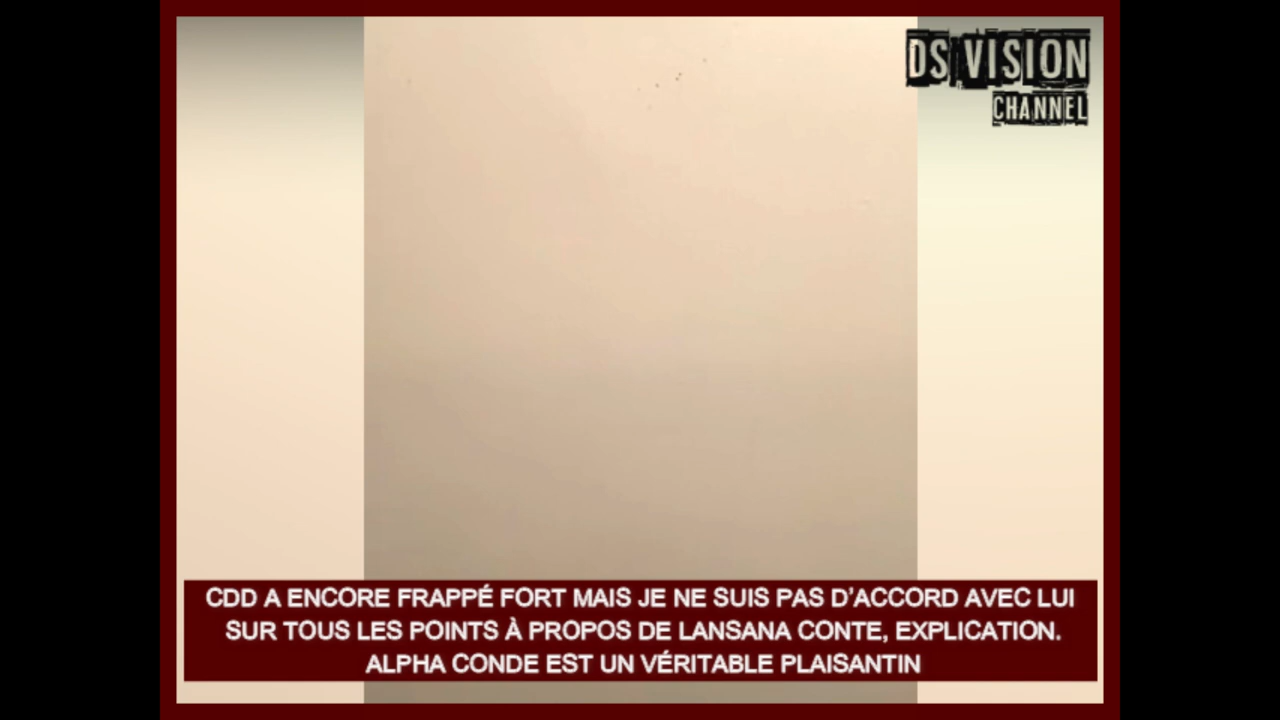 DS VISION
CHANNEL
CDD A ENCORE FRAPPÉ FORT MAIS JE NE SUIS PAS D'ACCORD AVEC LUI
SUR TOUS LES POINTS À PROPOS DE LANSANA CONTE, EXPLICATION.
ALPHA CONDE EST UN VÉRITABLE PLAISANTIN